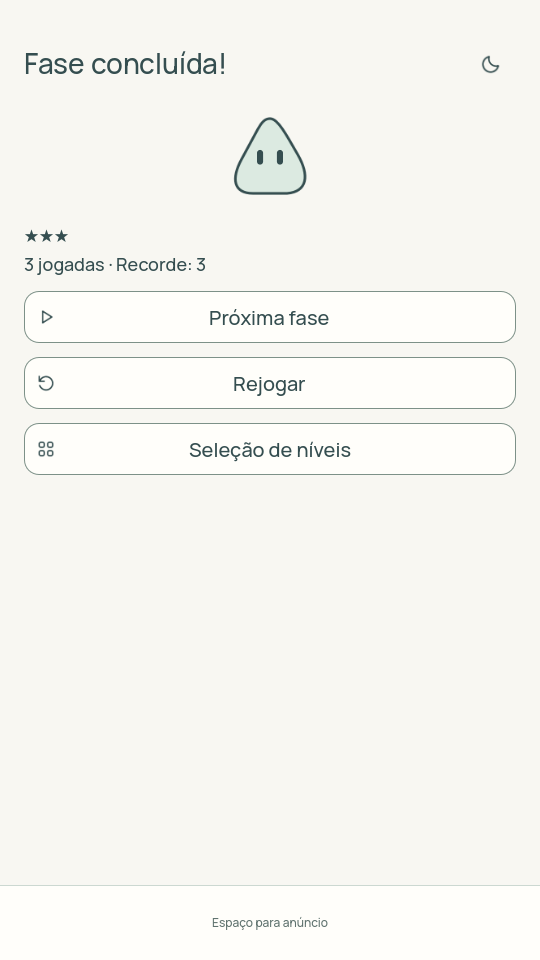 Fase concluída!
★★★
3 jogadas · Recorde: 3
Próxima fase
Rejogar
Seleção de níveis
Espaço para anúncio